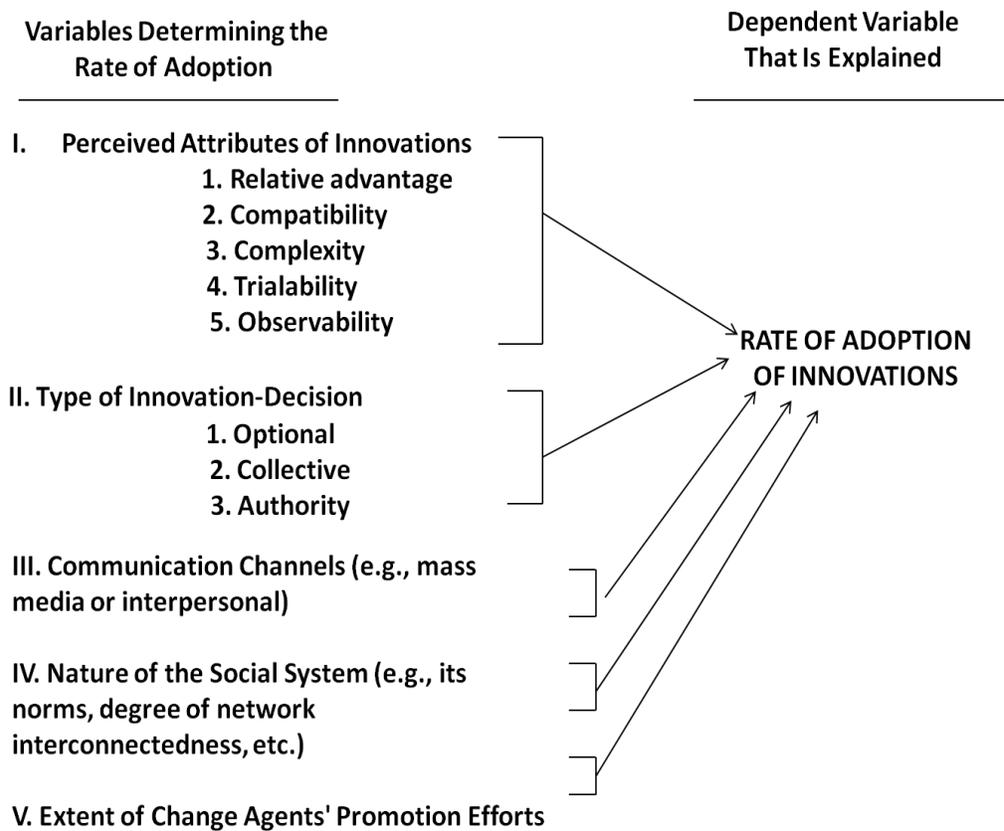 Variables Determining the
Rate of Adoption
Dependent Variable
That Is Explained
I. Perceived Attributes of Innovations
1. Relative advantage
2. Compatibility
3. Complexity
4. Trialability
5. Observability
RATE OF ADOPTION
OF INNOVATIONS
II. Type of Innovation-Decision
1. Optional
2. Collective
3. Authority
III. Communication Channels (e.g., mass
media or interpersonal)
IV. Nature of the Social System (e.g., its
norms, degree of network
interconnectedness, etc.)
V. Extent of Change Agents' Promotion Efforts